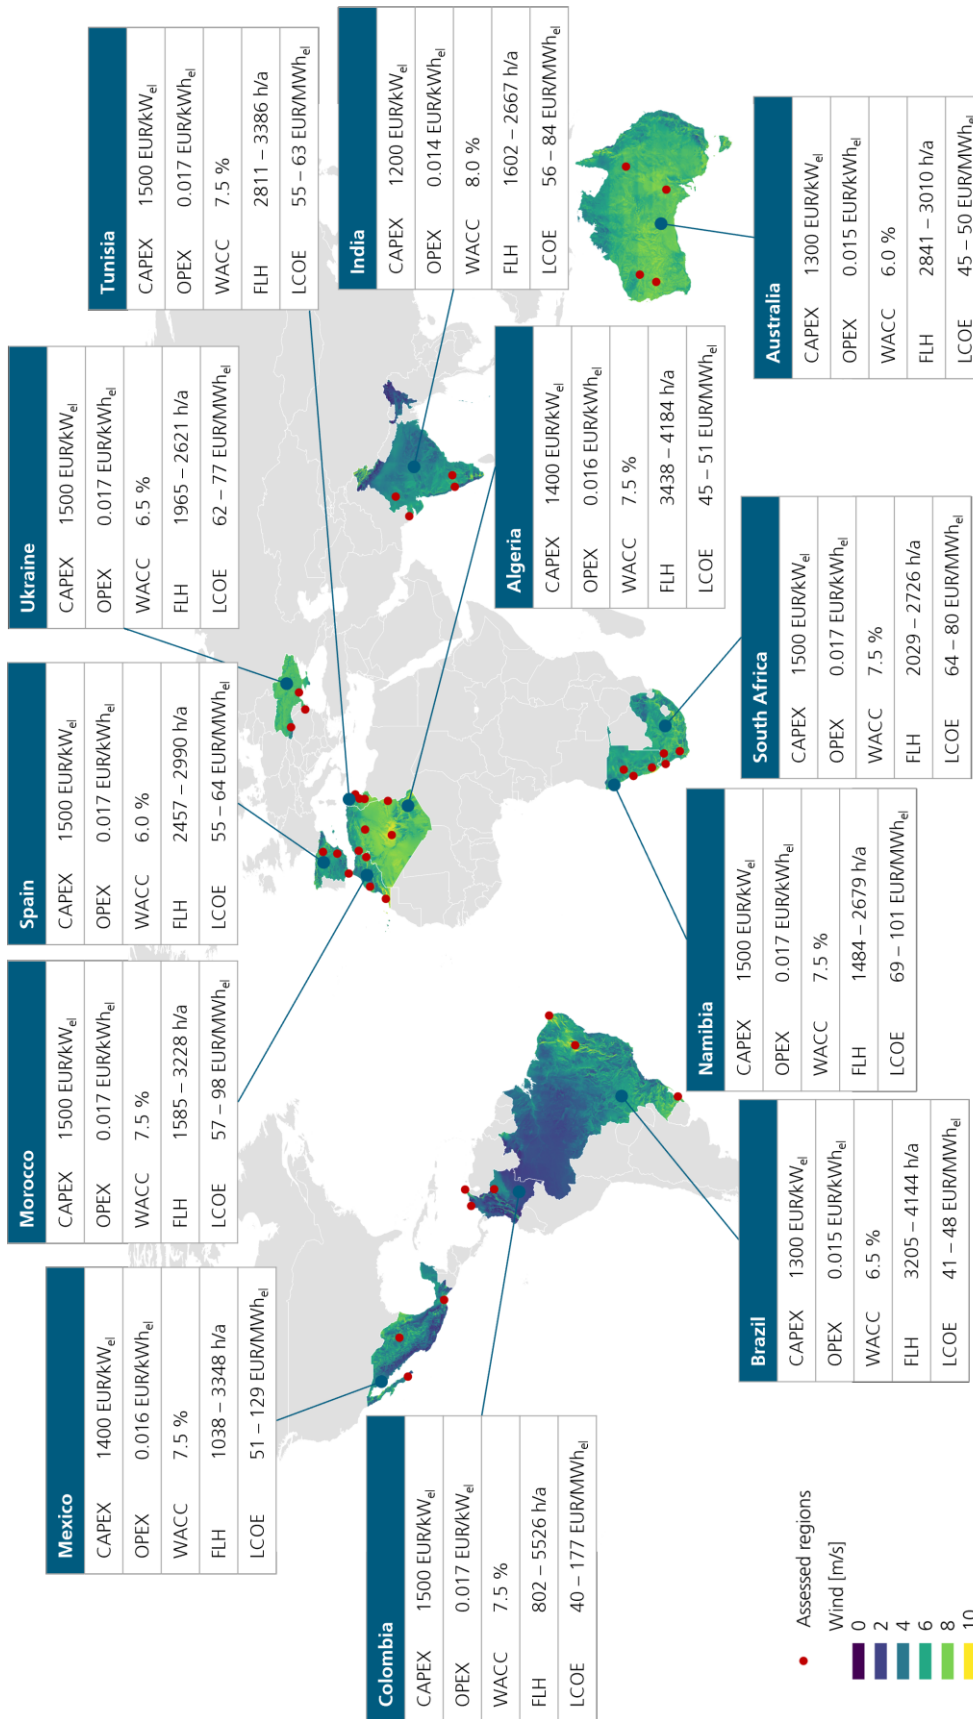 Mexico
CAPEX 1400 EUR/kWel
OPEX 0.016 EUR/kWhel
WACC 7.5 %
FLH 1038 – 3348 h/a
LCOE 51 – 129 EUR/MWhel
Morocco
CAPEX 1500 EUR/kWel
OPEX 0.017 EUR/kWhel
WACC 7.5 %
FLH 1585 – 3228 h/a
LCOE 57 – 98 EUR/MWhel
Spain
CAPEX 1500 EUR/kWel
OPEX 0.017 EUR/kWhel
WACC 6.0 %
FLH 2457 – 2990 h/a
LCOE 55 – 64 EUR/MWhel
Ukraine
CAPEX 1500 EUR/kWel
OPEX 0.017 EUR/kWhel
WACC 6.5 %
FLH 1965 – 2621 h/a
LCOE 62 – 77 EUR/MWhel
Tunisia
CAPEX 1500 EUR/kWel
OPEX 0.017 EUR/kWhel
WACC 7.5 %
FLH 2811 – 3386 h/a
LCOE 55 – 63 EUR/MWhel
India
CAPEX 1200 EUR/kWel
OPEX 0.014 EUR/kWhel
WACC 8.0 %
FLH 1602 – 2667 h/a
LCOE 56 – 84 EUR/MWhel
Colombia
CAPEX 1500 EUR/kWel
OPEX 0.017 EUR/kWhel
WACC 7.5 %
FLH 802 – 5526 h/a
LCOE 40 – 177 EUR/MWhel
Algeria
CAPEX 1400 EUR/kWel
OPEX 0.016 EUR/kWhel
WACC 7.5 %
FLH 3438 – 4184 h/a
LCOE 45 – 51 EUR/MWhel
Brazil
CAPEX 1300 EUR/kWel
OPEX 0.015 EUR/kWhel
WACC 6.5 %
FLH 3205 – 4144 h/a
LCOE 41 – 48 EUR/MWhel
Namibia
CAPEX 1500 EUR/kWel
OPEX 0.017 EUR/kWhel
WACC 7.5 %
FLH 1484 – 2679 h/a
LCOE 69 – 101 EUR/MWhel
South Africa
CAPEX 1500 EUR/kWel
OPEX 0.017 EUR/kWhel
WACC 7.5 %
FLH 2029 – 2726 h/a
LCOE 64 – 80 EUR/MWhel
Australia
CAPEX 1300 EUR/kWel
OPEX 0.015 EUR/kWhel
WACC 6.0 %
FLH 2841 – 3010 h/a
LCOE 45 – 50 EUR/MWhel
Assessed regions
Wind [m/s]
0
2
4
6
8
10